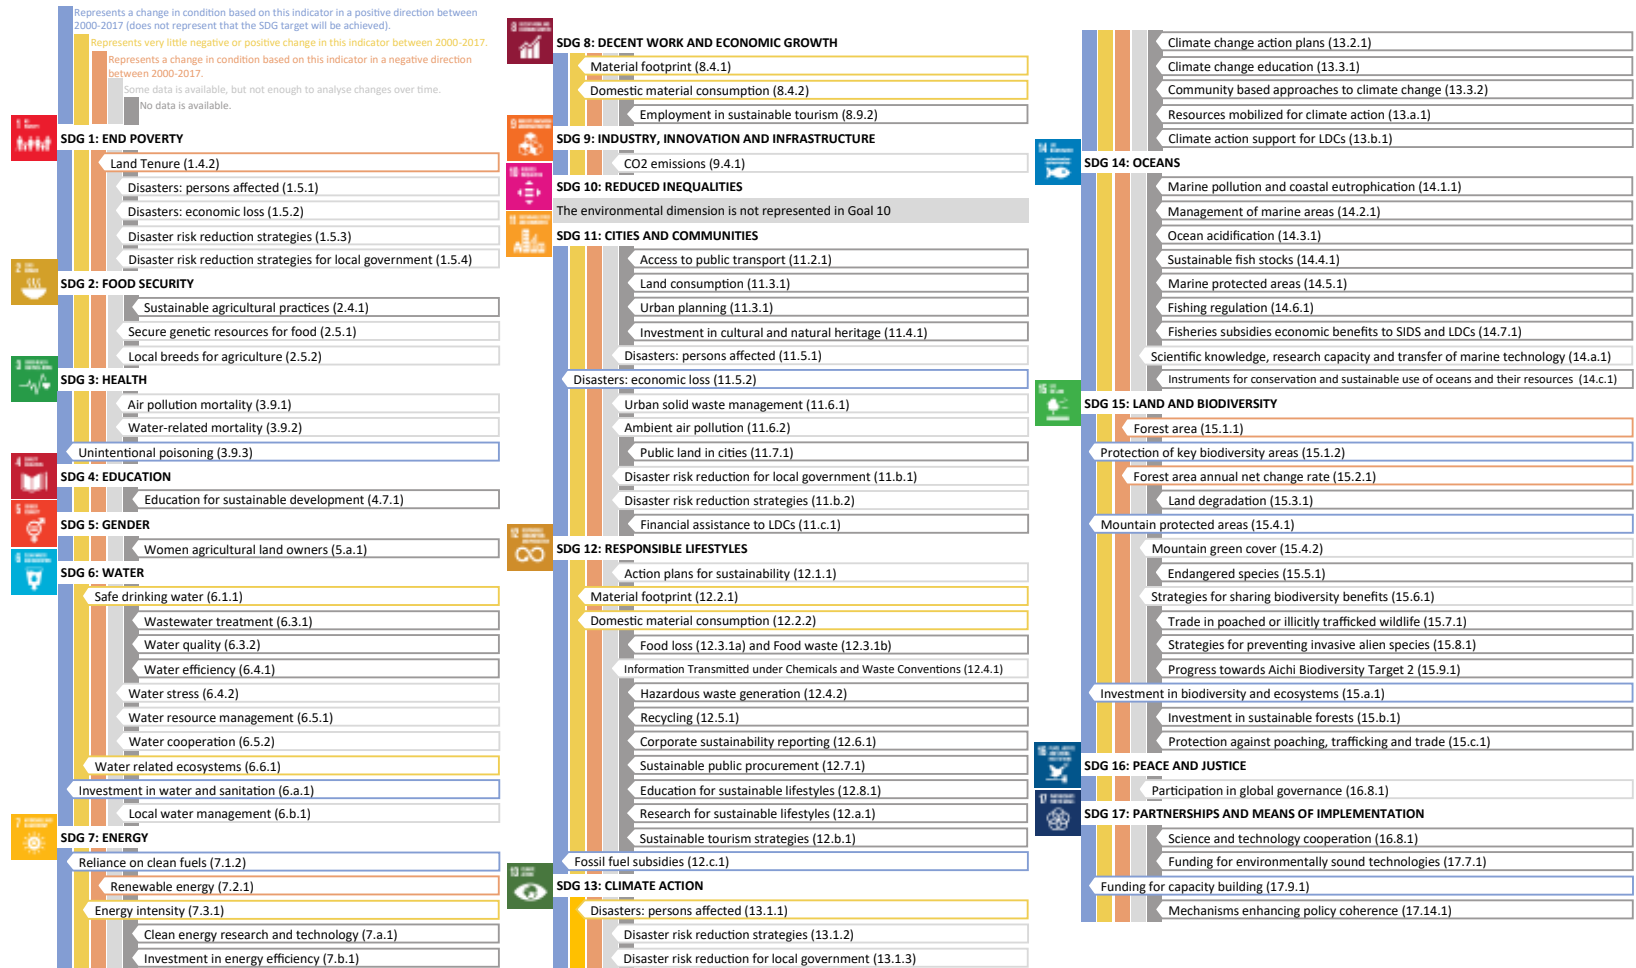 Represents a change in condition based on this indicator in a positive direction between
2000-2017 (does not represent that the SDG target will be achieved).
Represents very little negative or positive change in this indicator between 2000-2017.
Represents a change in condition based on this indicator in a negative direction
between 2000-2017.
Some data is available, but not enough to analyse changes over time.
No data is available.
SDG 1: END POVERTY
Land Tenure (1.4.2)
Disasters: persons affected (1.5.1)
Disasters: economic loss (1.5.2)
Disaster risk reduction strategies (1.5.3)
Disaster risk reduction strategies for local government (1.5.4)
SDG 2: FOOD SECURITY
Sustainable agricultural practices (2.4.1)
Secure genetic resources for food (2.5.1)
Local breeds for agriculture (2.5.2)
SDG 3: HEALTH
Air pollution mortality (3.9.1)
Water-related mortality (3.9.2)
Unintentional poisoning (3.9.3)
SDG 4: EDUCATION
Education for sustainable development (4.7.1)
SDG 5: GENDER
Women agricultural land owners (5.a.1)
SDG 6: WATER
Safe drinking water (6.1.1)
Wastewater treatment (6.3.1)
Water quality (6.3.2)
Water efficiency (6.4.1)
Water stress (6.4.2)
Water resource management (6.5.1)
Water cooperation (6.5.2)
Water related ecosystems (6.6.1)
Investment in water and sanitation (6.a.1)
Local water management (6.b.1)
SDG 7: ENERGY
Reliance on clean fuels (7.1.2)
Renewable energy (7.2.1)
Energy intensity (7.3.1)
Clean energy research and technology (7.a.1)
Investment in energy efficiency (7.b.1)
SDG 8: DECENT WORK AND ECONOMIC GROWTH
Material footprint (8.4.1)
Domestic material consumption (8.4.2)
Employment in sustainable tourism (8.9.2)
SDG 9: INDUSTRY, INNOVATION AND INFRASTRUCTURE
CO2 emissions (9.4.1)
SDG 10: REDUCED INEQUALITIES
The environmental dimension is not represented in Goal 10
SDG 11: CITIES AND COMMUNITIES
Access to public transport (11.2.1)
Land consumption (11.3.1)
Urban planning (11.3.1)
Investment in cultural and natural heritage (11.4.1)
Disasters: persons affected (11.5.1)
Disasters: economic loss (11.5.2)
Urban solid waste management (11.6.1)
Ambient air pollution (11.6.2)
Public land in cities (11.7.1)
Disaster risk reduction for local government (11.b.1)
Disaster risk reduction strategies (11.b.2)
Financial assistance to LDCs (11.c.1)
SDG 12: RESPONSIBLE LIFESTYLES
Action plans for sustainability (12.1.1)
Material footprint (12.2.1)
Domestic material consumption (12.2.2)
Food loss (12.3.1a) and Food waste (12.3.1b)
Information Transmitted under Chemicals and Waste Conventions (12.4.1)
Hazardous waste generation (12.4.2)
Recycling (12.5.1)
Corporate sustainability reporting (12.6.1)
Sustainable public procurement (12.7.1)
Education for sustainable lifestyles (12.8.1)
Research for sustainable lifestyles (12.a.1)
Sustainable tourism strategies (12.b.1)
Fossil fuel subsidies (12.c.1)
SDG 13: CLIMATE ACTION
Disasters: persons affected (13.1.1)
Disaster risk reduction strategies (13.1.2)
Disaster risk reduction for local government (13.1.3)
Climate change action plans (13.2.1)
Climate change education (13.3.1)
Community based approaches to climate change (13.3.2)
Resources mobilized for climate action (13.a.1)
Climate action support for LDCs (13.b.1)
SDG 14: OCEANS
Marine pollution and coastal eutrophication (14.1.1)
Management of marine areas (14.2.1)
Ocean acidification (14.3.1)
Sustainable fish stocks (14.4.1)
Marine protected areas (14.5.1)
Fishing regulation (14.6.1)
Fisheries subsidies economic benefits to SIDS and LDCs (14.7.1)
Scientific knowledge, research capacity and transfer of marine technology (14.a.1)
Instruments for conservation and sustainable use of oceans and their resources (14.c.1)
SDG 15: LAND AND BIODIVERSITY
Forest area (15.1.1)
Protection of key biodiversity areas (15.1.2)
Forest area annual net change rate (15.2.1)
Land degradation (15.3.1)
Mountain protected areas (15.4.1)
Mountain green cover (15.4.2)
Endangered species (15.5.1)
Strategies for sharing biodiversity benefits (15.6.1)
Trade in poached or illicitly trafficked wildlife (15.7.1)
Strategies for preventing invasive alien species (15.8.1)
Progress towards Aichi Biodiversity Target 2 (15.9.1)
Investment in biodiversity and ecosystems (15.a.1)
Investment in sustainable forests (15.b.1)
Protection against poaching, trafficking and trade (15.c.1)
SDG 16: PEACE AND JUSTICE
Participation in global governance (16.8.1)
SDG 17: PARTNERSHIPS AND MEANS OF IMPLEMENTATION
Science and technology cooperation (16.8.1)
Funding for environmentally sound technologies (17.7.1)
Funding for capacity building (17.9.1)
Mechanisms enhancing policy coherence (17.14.1)